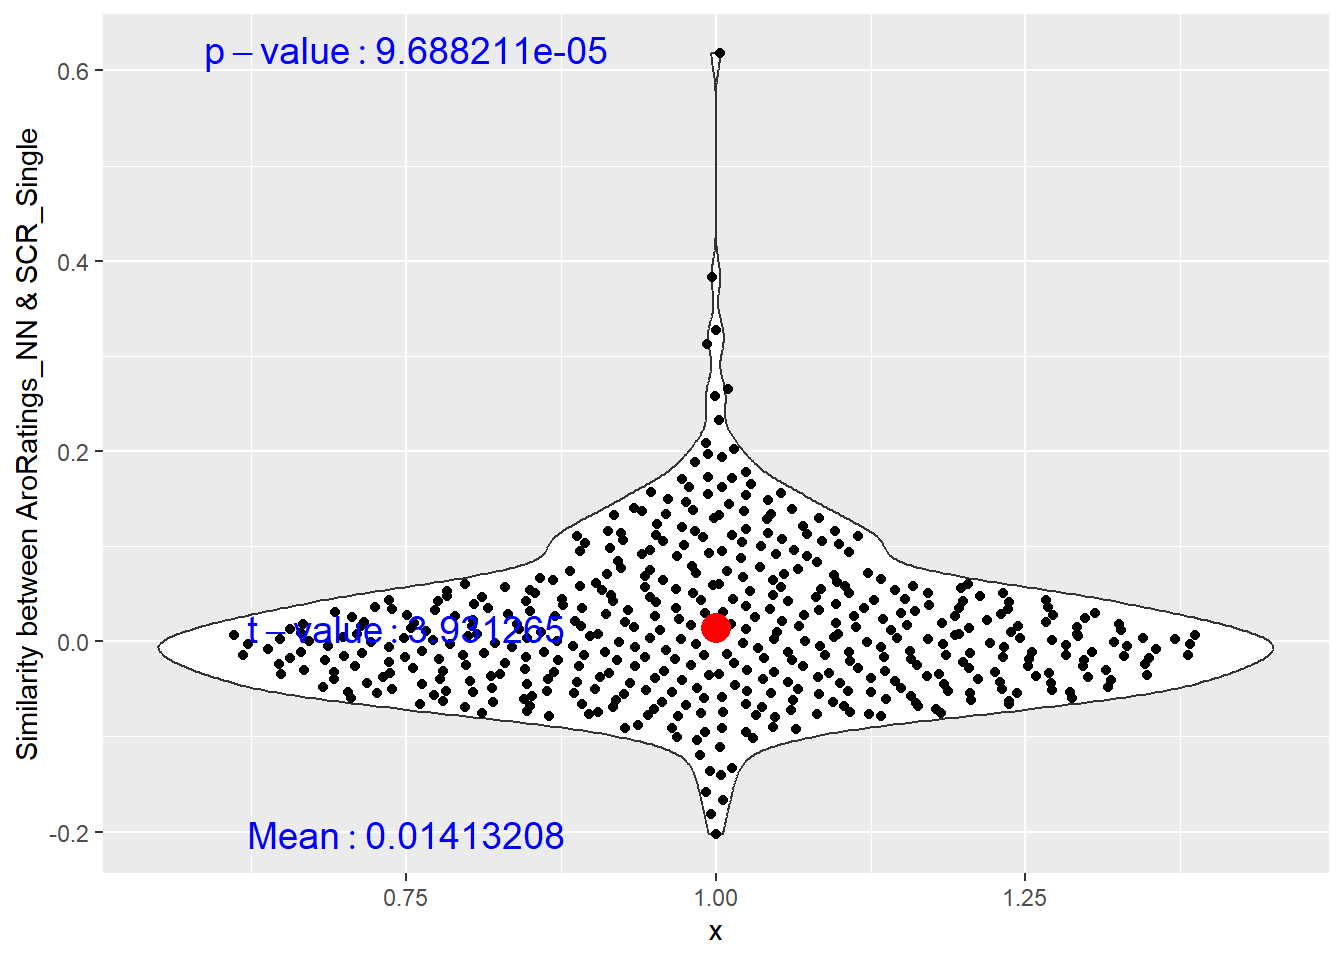 p – value : 9.688211e-05
0.6
0.4
0.2
t – value : 3.931265
0.0
Mean : 0.01413208
-0.2
0.75
1.00
1.25
x
Similarity between AroRatings_NN & SCR_Single